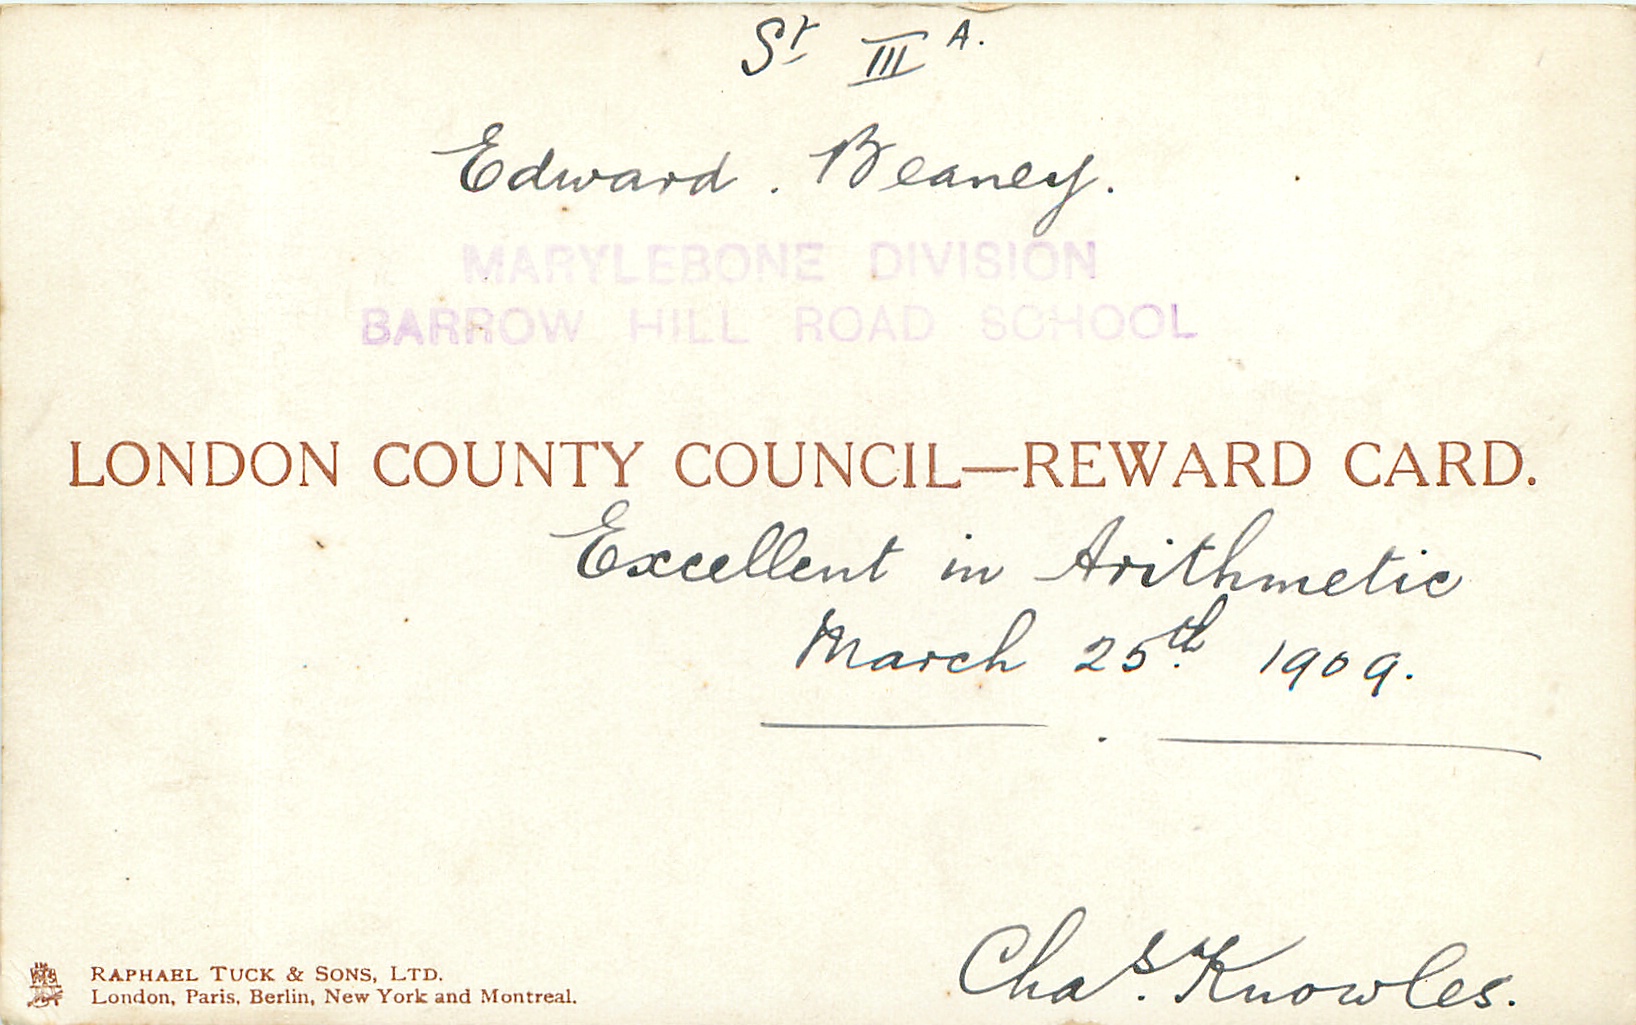 St III A.
Edward . Beaney.
MARYLEBONE DIVISION
BARROW HILL ROAD SCHOOL
LONDON COUNTY COUNCIL—REWARD CARD.
Excellent in Arithmetic
March 25th. 1909.
Chas. Knowles.
RAPHAEL TUCK & SONS, LTD.
London, Paris, Berlin, New York and Montreal.